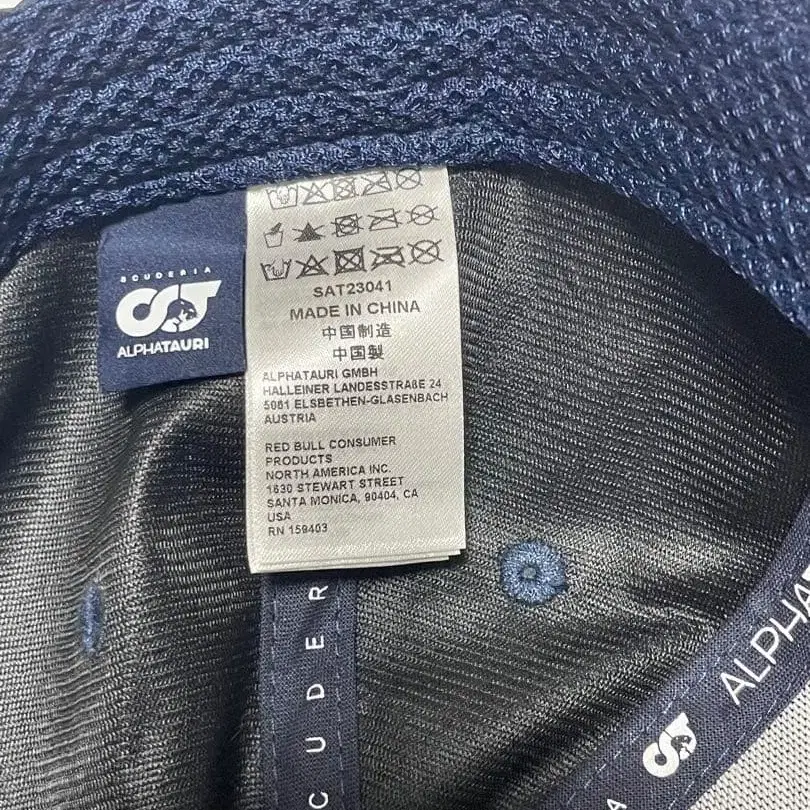 SCUDERIA
ALPHATAURI
SAT23041
MADE IN CHINA
中国制造
中国製
ALPHATAURI GMBH
HALLEINER LANDESSTRAßE 24
5061 ELSBETHEN-GLASENBACH
AUSTRIA
RED BULL CONSUMER
PRODUCTS
NORTH AMERICA INC.
1630 STEWART STREET
SANTA MONICA, 90404, CA
USA
RN 159403
SCUDER
ALPHA
A